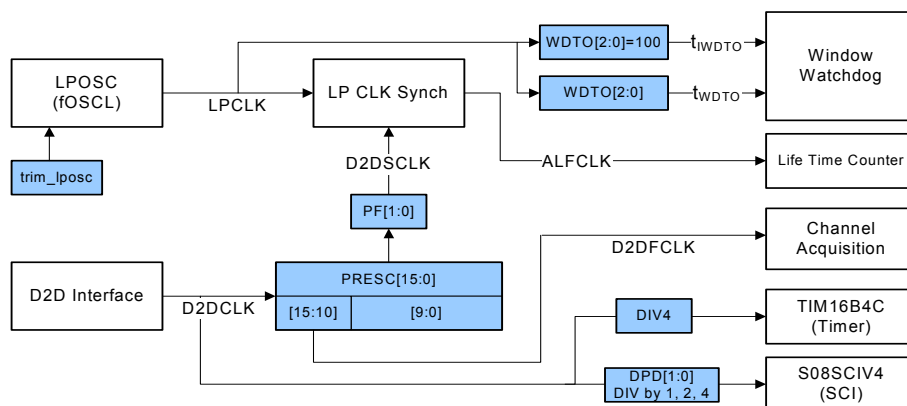 WDTO[2:0]=100
tIWDTO
Window
Watchdog
LPOSC
(fOSCL)
LPCLK
LP CLK Synch
WDTO[2:0]
tWDTO
D2DSCLK
ALFCLK
Life Time Counter
trim_lposc
PF[1:0]
Channel
Acquisition
D2DFCLK
D2D Interface
D2DCLK
PRESC[15:0]
[15:10]
[9:0]
DIV4
TIM16B4C
(Timer)
DPD[1:0]
DIV by 1, 2, 4
S08SCIV4
(SCI)